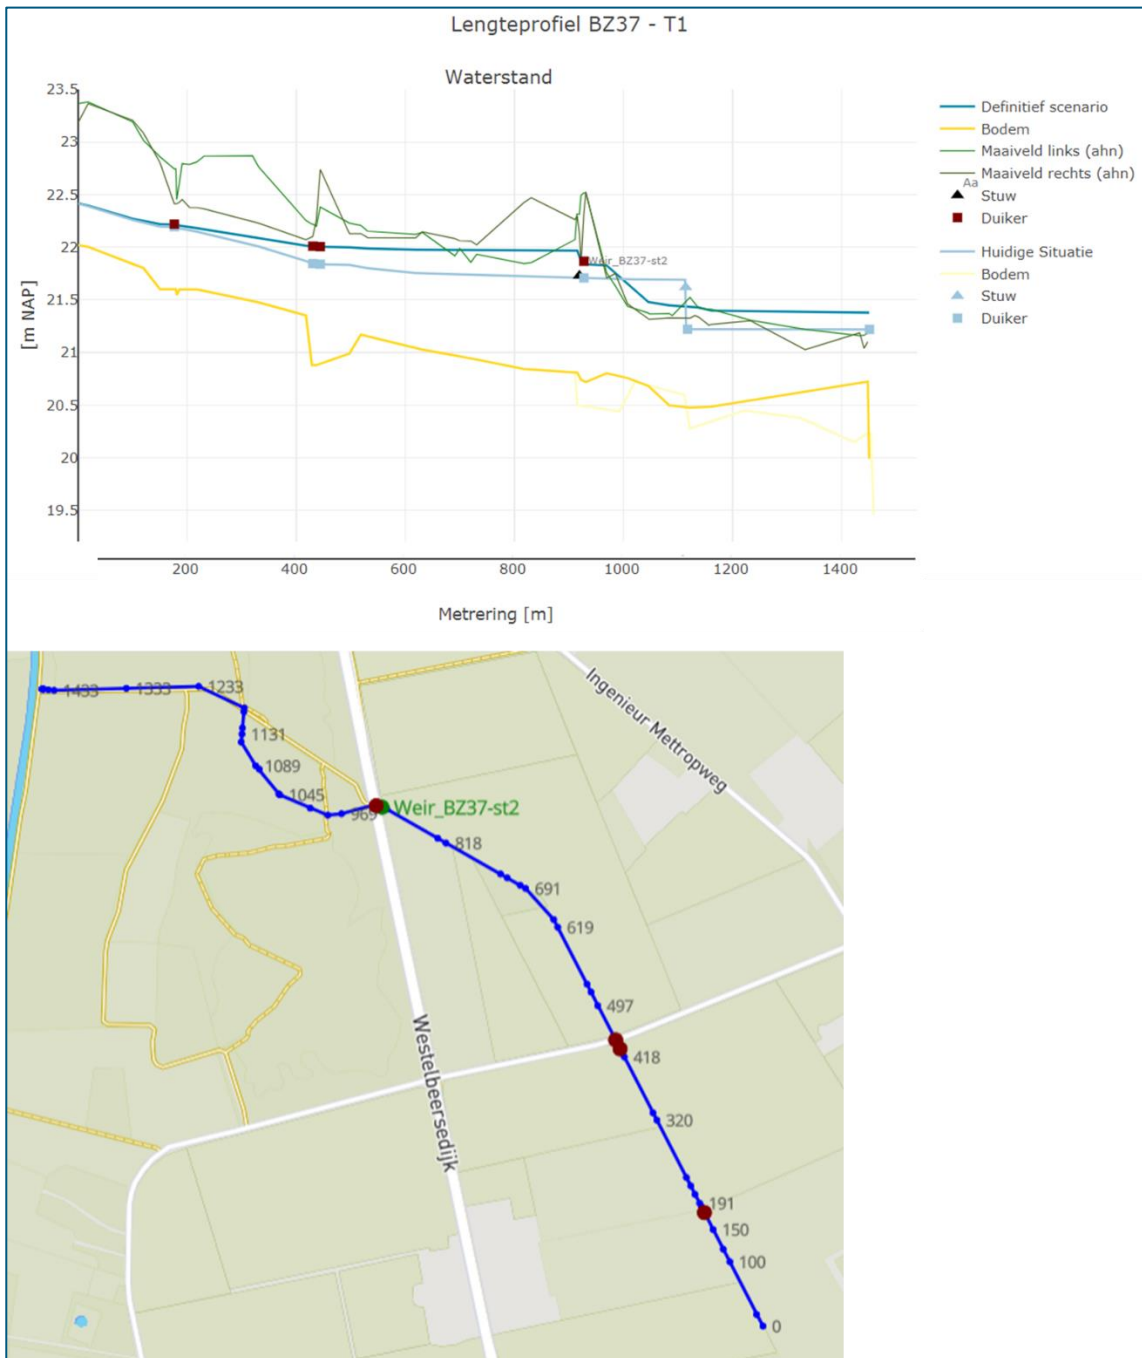 Lengteprofiel BZ37 - T1
Waterstand
23.5
23
22.5
22
21.5
21
20.5
20
19.5
[m NAP]
Weir_BZ37-st2
Definitief scenario
Bodem
Maaiveld links (ahn)
Maaiveld rechts (ahn)
Aa
Stuw
Duiker
Huidige Situatie
Bodem
Stuw
Duiker
200
400
600
800
1000
1200
1400
Metrering [m]
1433
1333
1233
Ingenieur Mettropweg
1131
1089
1045
969
Weir_BZ37-st2
818
691
619
497
418
Westelbeersedijk
320
191
150
100
0